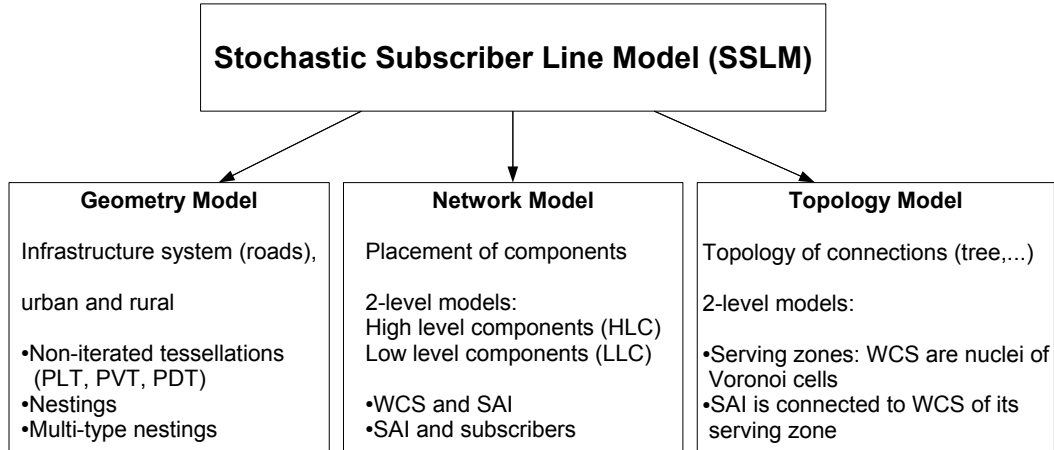 Stochastic Subscriber Line Model (SSLM)
Geometry Model
Infrastructure system (roads),
urban and rural
•Non-iterated tessellations
(PLT, PVT, PDT)
•Nestings
•Multi-type nestings
Network Model
Placement of components
2-level models:
High level components (HLC)
Low level components (LLC)
•WCS and SAI
•SAI and subscribers
Topology Model
Topology of connections (tree,...)
2-level models:
•Serving zones: WCS are nuclei of
Voronoi cells
•SAI is connected to WCS of its
serving zone